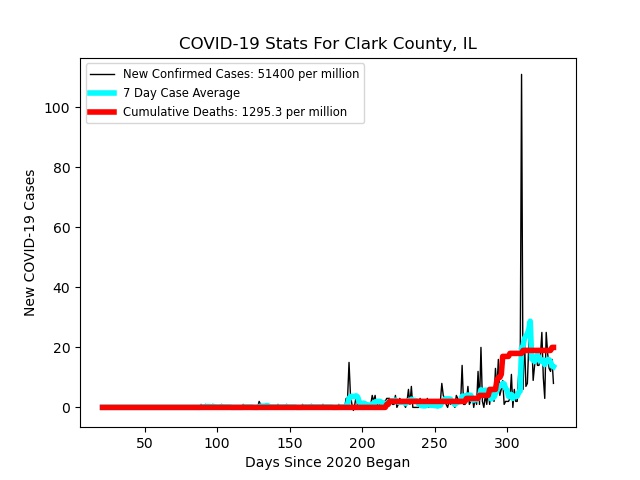 COVID-19 Stats For Clark County, IL
New Confirmed Cases: 51400 per million
7 Day Case Average
Cumulative Deaths: 1295.3 per million
New COVID-19 Cases
100
80
60
40
20
0
50
100
150
200
250
300
Days Since 2020 Began